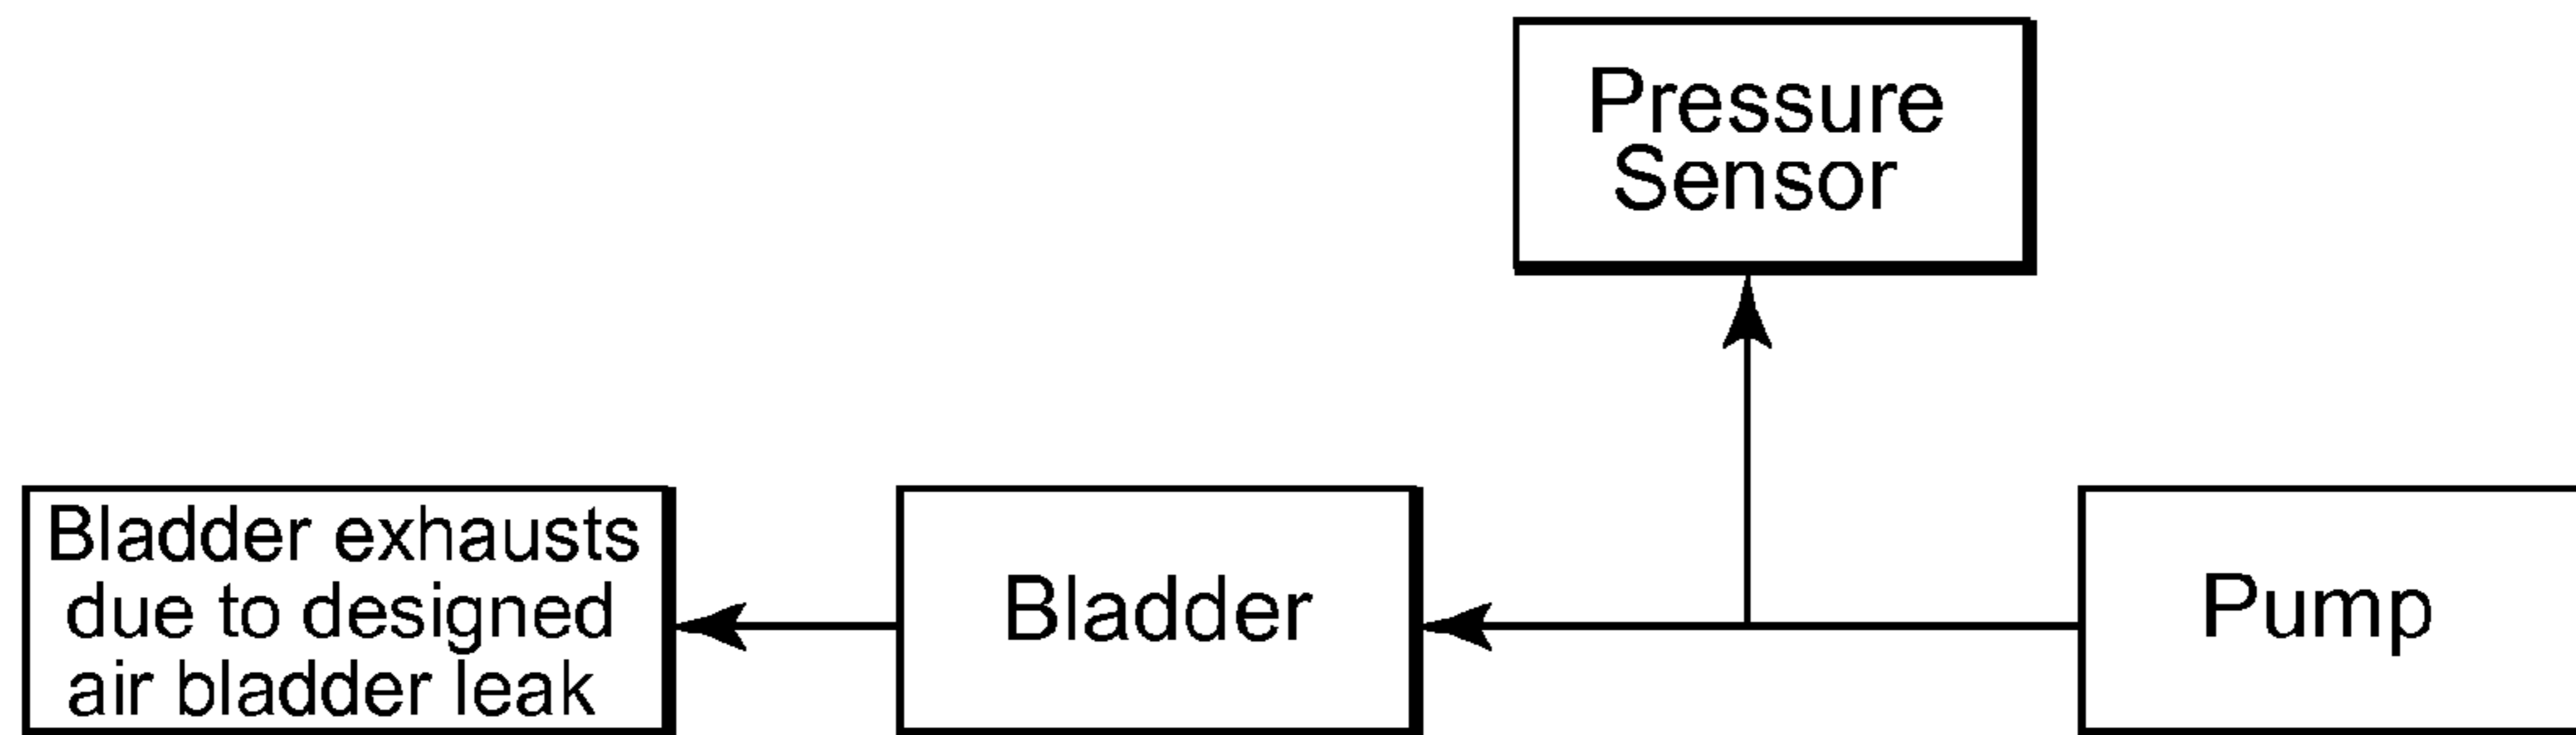 Pressure
Sensor
Bladder exhausts
due to designed
air bladder leak
Bladder
Pump